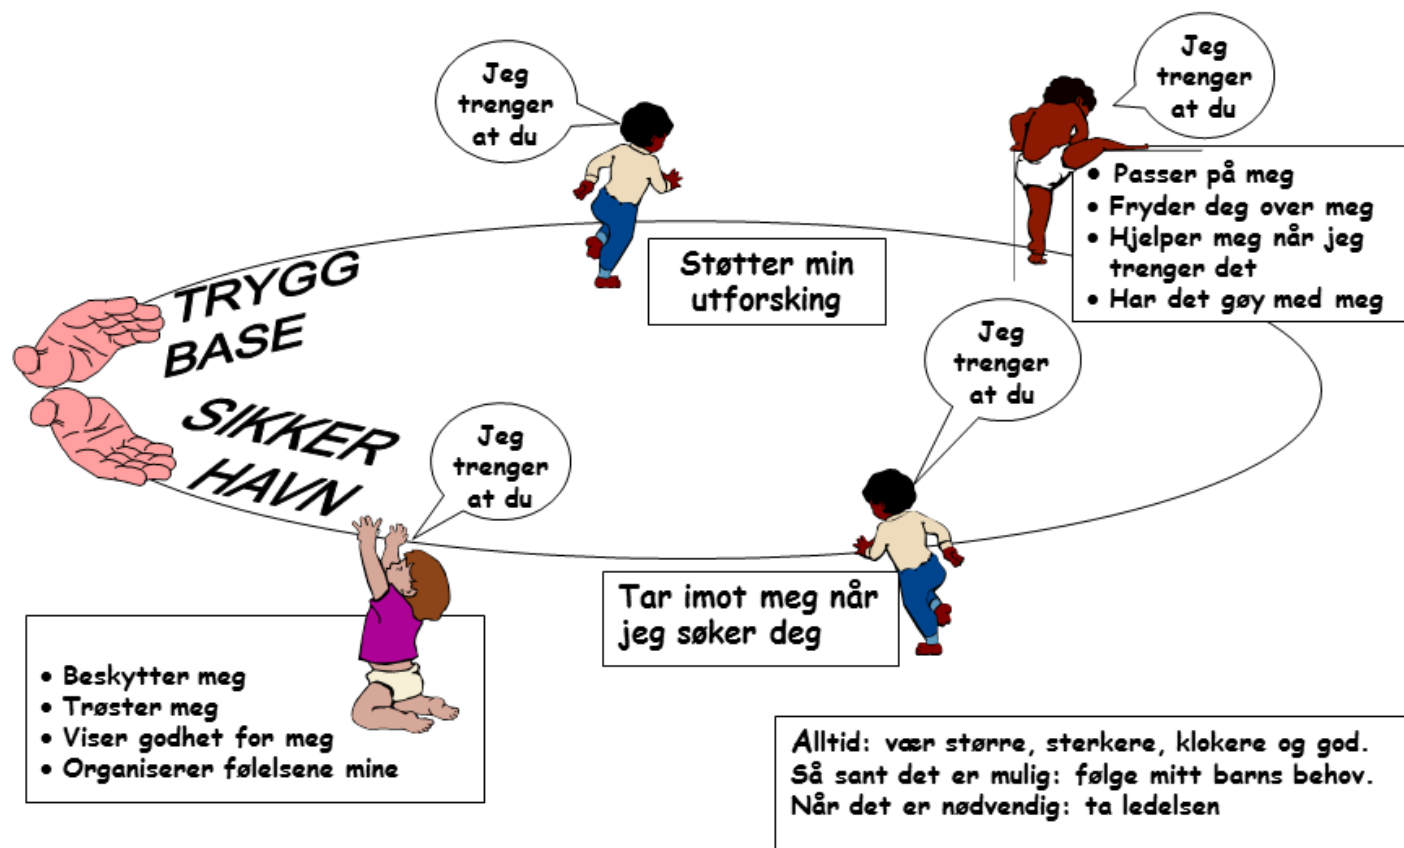 Jeg
trenger
at du
Jeg
trenger
at du
• Passer på meg
• Fryder deg over meg
• Hjelper meg når jeg
trenger det
• Har det gøy med meg
Støtter min
utforsking
TRYGG
BASE
SIKKER
HAVN
Jeg
trenger
at du
Jeg
trenger
at du
Tar imot meg når
jeg søker deg
• Beskytter meg
• Trøster meg
• Viser godhet for meg
• Organiserer følelsene mine
Alltid: vær større, sterkere, klokere og god.
Så sant det er mulig: følge mitt barns behov.
Når det er nødvendig: ta ledelsen